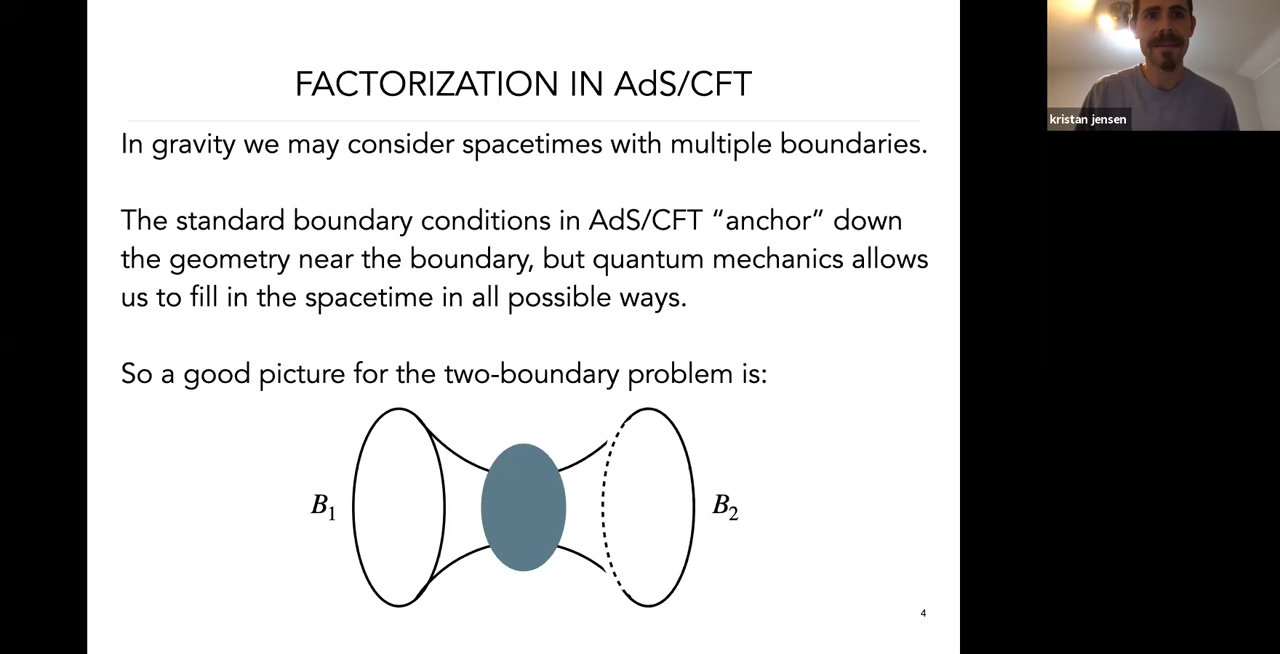 FACTORIZATION IN AdS/CFT
In gravity we may consider spacetimes with multiple boundaries.
The standard boundary conditions in AdS/CFT “anchor” down
the geometry near the boundary, but quantum mechanics allows
us to fill in the spacetime in all possible ways.
So a good picture for the two-boundary problem is:
B₁
B₂
4
kristan jensen